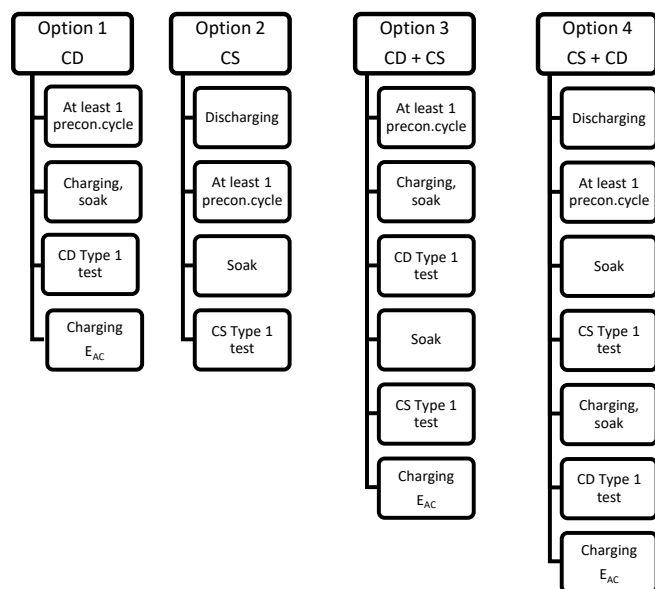 Option 1
CD
At least 1
precon.cycle
Charging,
soak
CD Type 1
test
Charging
EAC
Option 2
CS
Discharging
At least 1
precon.cycle
Soak
CS Type 1
test
Option 3
CD + CS
At least 1
precon.cycle
Charging,
soak
CD Type 1
test
Soak
CS Type 1
test
Charging
EAC
Option 4
CS + CD
Discharging
At least 1
precon.cycle
Soak
CS Type 1
test
Charging,
soak
CD Type 1
test
Charging
EAC